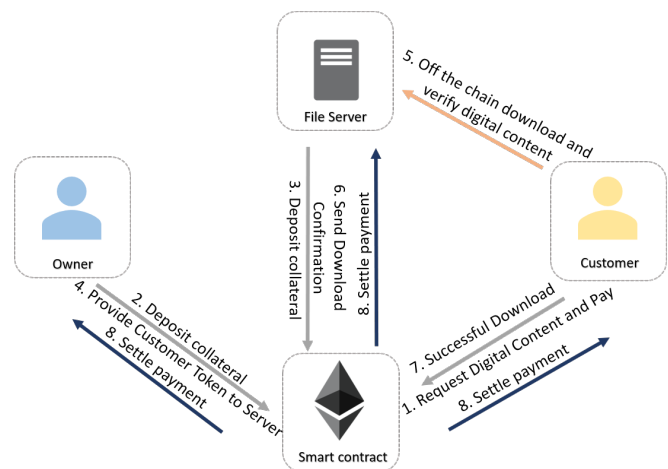 File Server
5. Off the chain download and
verify digital content
Owner
Customer
3. Deposit collateral
6. Send Download
Confirmation
8. Settle payment
2. Deposit collateral
4. Provide Customer Token to Server
8. Settle payment
7. Successful Download
1. Request Digital Content and Pay
8. Settle payment
Smart contract